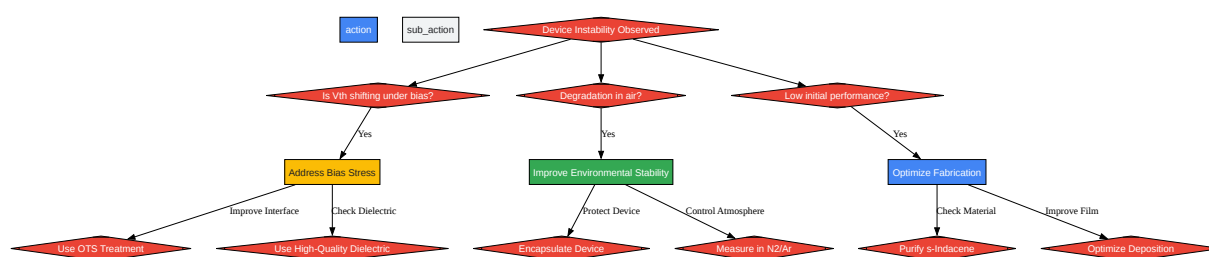 action
sub_action
Device Instability Observed
Is Vth shifting under bias?
Degradation in air?
Low initial performance?
Yes
Yes
Yes
Address Bias Stress
Improve Environmental Stability
Optimize Fabrication
Improve Interface
Check Dielectric
Protect Device
Control Atmosphere
Check Material
Improve Film
Use OTS Treatment
Use High-Quality Dielectric
Encapsulate Device
Measure in N2/Ar
Purify s-Indacene
Optimize Deposition